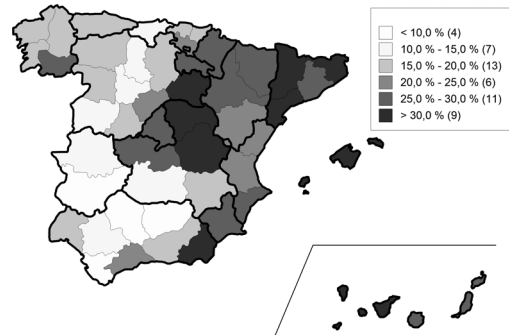 < 10,0 % (4)
10,0 % - 15,0 % (7)
15,0 % - 20,0 % (13)
20,0 % - 25,0 % (6)
25,0 % - 30,0 % (11)
> 30,0 % (9)